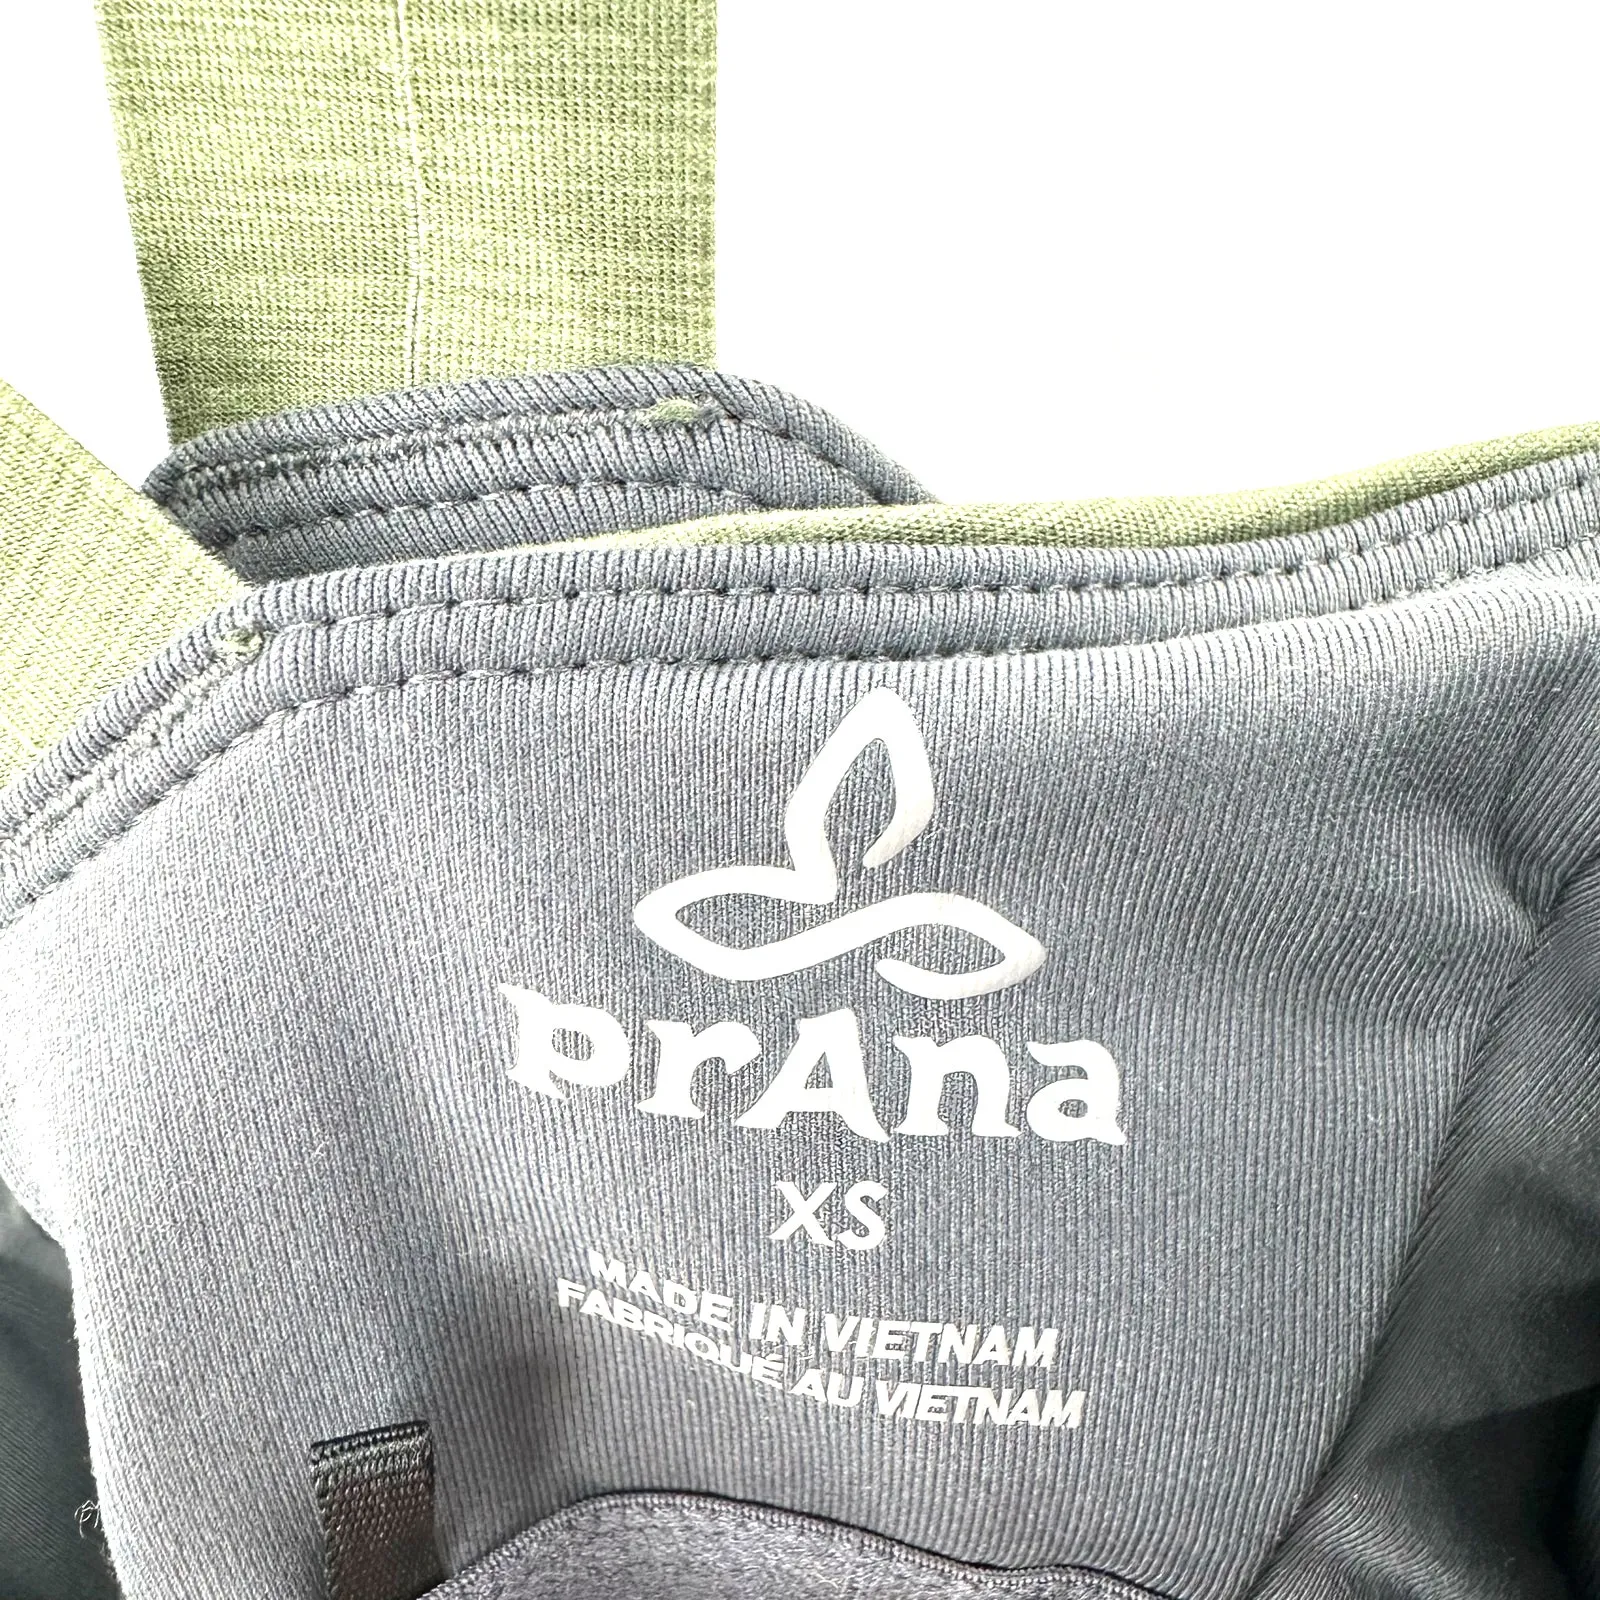 prAna
XS
MADE IN VIETNAM
FABRIQUÉ AU VIETNAM